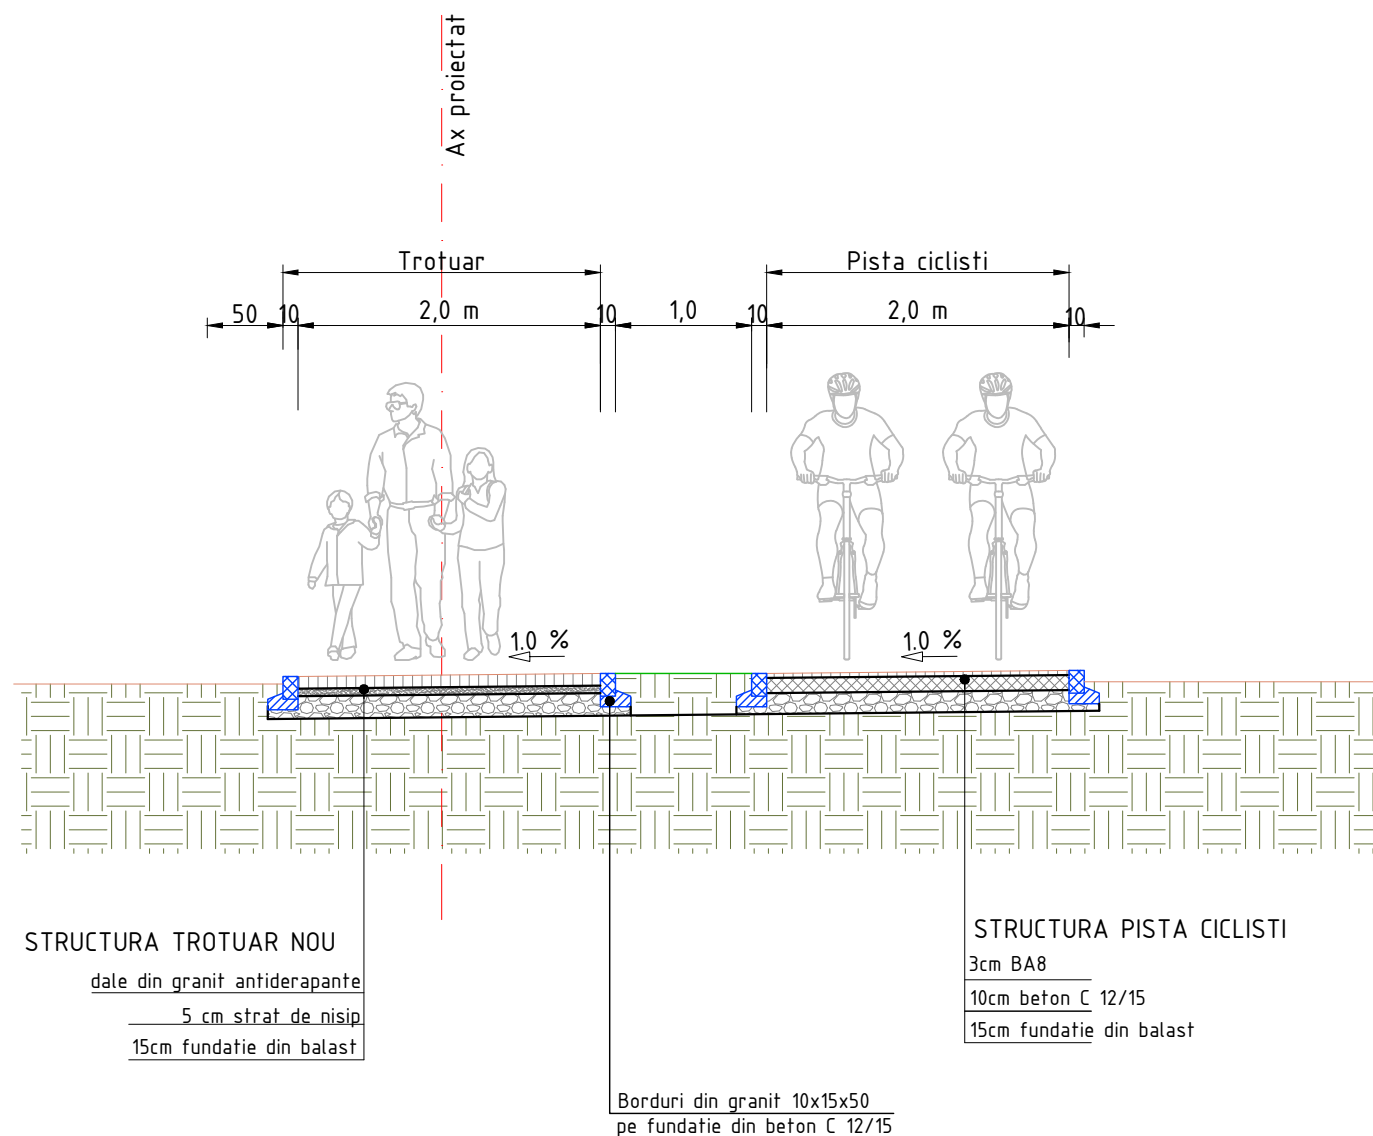 Ax proiectat
Trotuar
Pista ciclisti
50 10 2,0 m 10 1,0 10 2,0 m 10
1.0 %
1.0 %
STRUCTURA TROTUAR NOU
dale din granit antiderapante
5 cm strat de nisip
15cm fundatie din balast
STRUCTURA PISTA CICLISTI
3cm BA8
10cm beton C 12/15
15cm fundatie din balast
Borduri din granit 10x15x50
pe fundatie din beton C 12/15